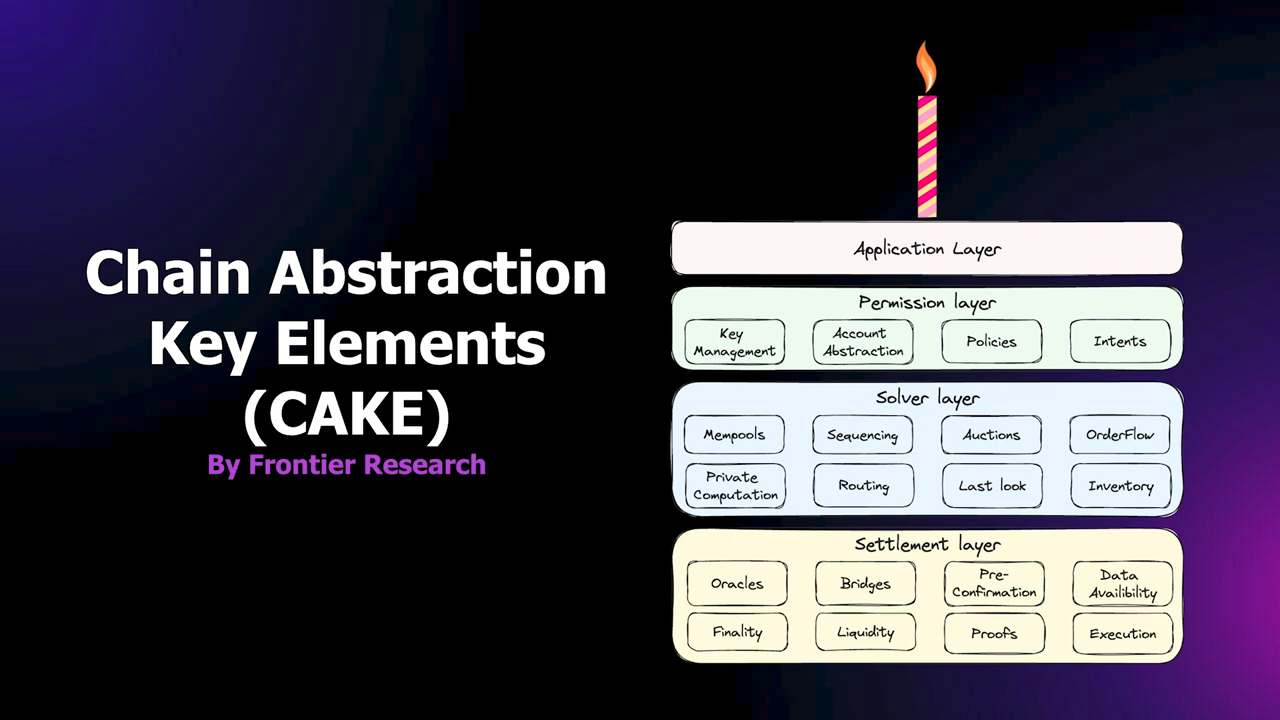 Chain Abstraction
Key Elements
(CAKE)
By Frontier Research
Application Layer
Permission layer
Key
Management
Account
Abstraction
Policies
Intents
Solver layer
Mempools
Sequencing
Auctions
OrderFlow
Private
Computation
Routing
Last look
Inventory
Settlement layer
Oracles
Bridges
Pre-
Confirmation
Data
Availibility
Finality
Liquidity
Proofs
Execution